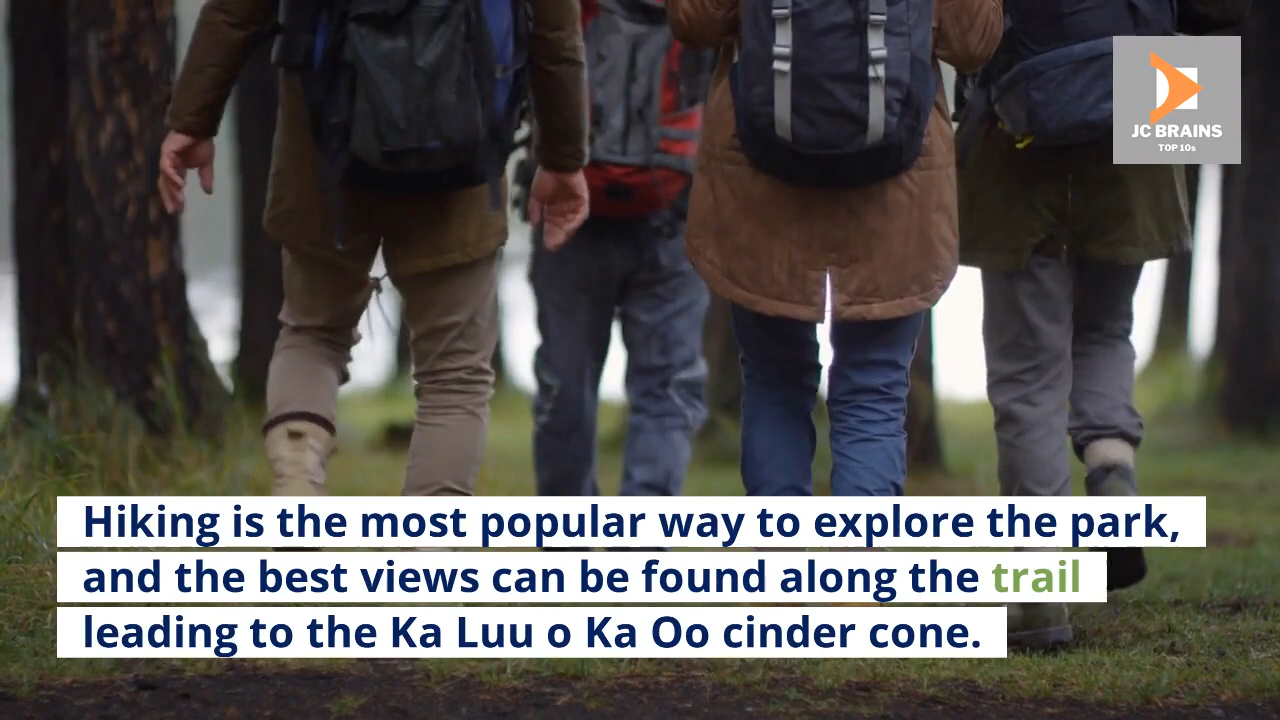 JC BRAINS
TOP 10s
Hiking is the most popular way to explore the park,
and the best views can be found along the trail
leading to the Ka Luu o Ka Oo cinder cone.